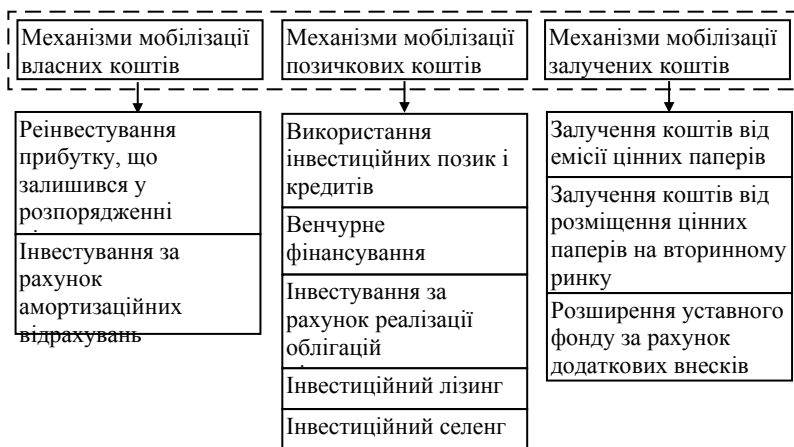 Механізми мобілізації
власних коштів
Механізми мобілізації
позичкових коштів
Механізми мобілізації
залучених коштів
Реінвестування
прибутку, що
залишився у
розпорядженні
Інвестування за
рахунок
амортизаційних
відрахувань
Використання
інвестиційних позик і
кредитів
Венчурне
фінансування
Інвестування за
рахунок реалізації
облігацій
Інвестиційний лізинг
Інвестиційний селенг
Залучення коштів від
емісії цінних паперів
Залучення коштів від
розміщення цінних
паперів на вторинному
ринку
Розширення уставного
фонду за рахунок
додаткових внесків